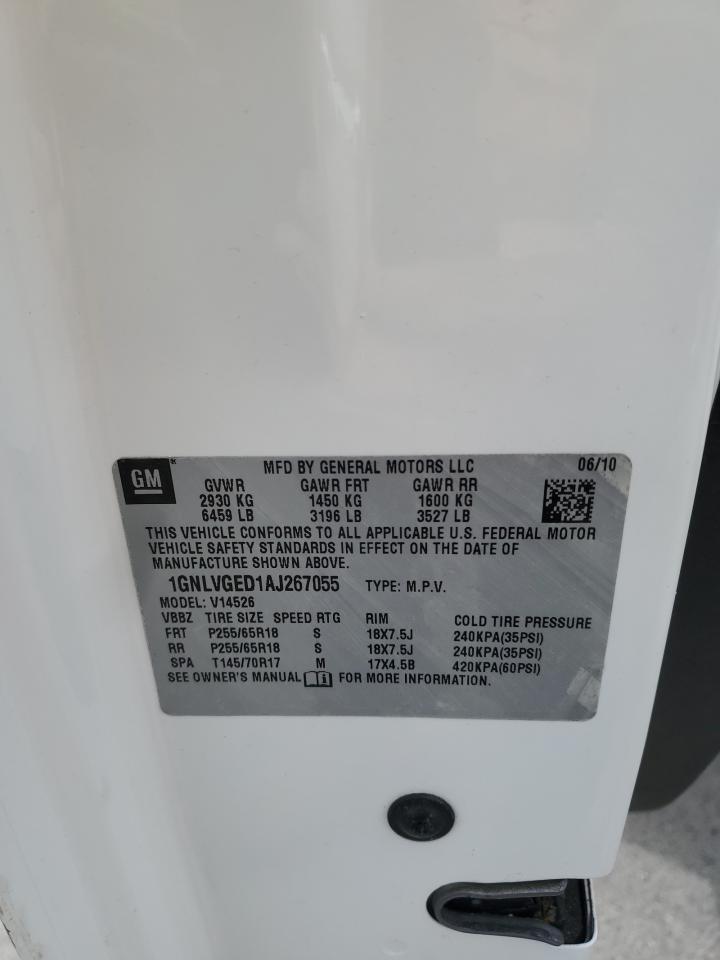 GM MFD BY GENERAL MOTORS LLC 06/10
GVWR GAWR FRT GAWR RR
2930 KG 1450 KG 1600 KG
6459 LB 3196 LB 3527 LB
THIS VEHICLE CONFORMS TO ALL APPLICABLE U.S. FEDERAL MOTOR
VEHICLE SAFETY STANDARDS IN EFFECT ON THE DATE OF
MANUFACTURE SHOWN ABOVE.
1GNLVGED1AJ267055 TYPE: M.P.V.
MODEL: V14526
VBBZ TIRE SIZE SPEED RTG RIM COLD TIRE PRESSURE
FRT P255/65R18 S 18X7.5J 240KPA(35PSI)
RR P255/65R18 S 18X7.5J 240KPA(35PSI)
SPA T145/70R17 M 17X4.5B 420KPA(60PSI)
SEE OWNER'S MANUAL i FOR MORE INFORMATION.